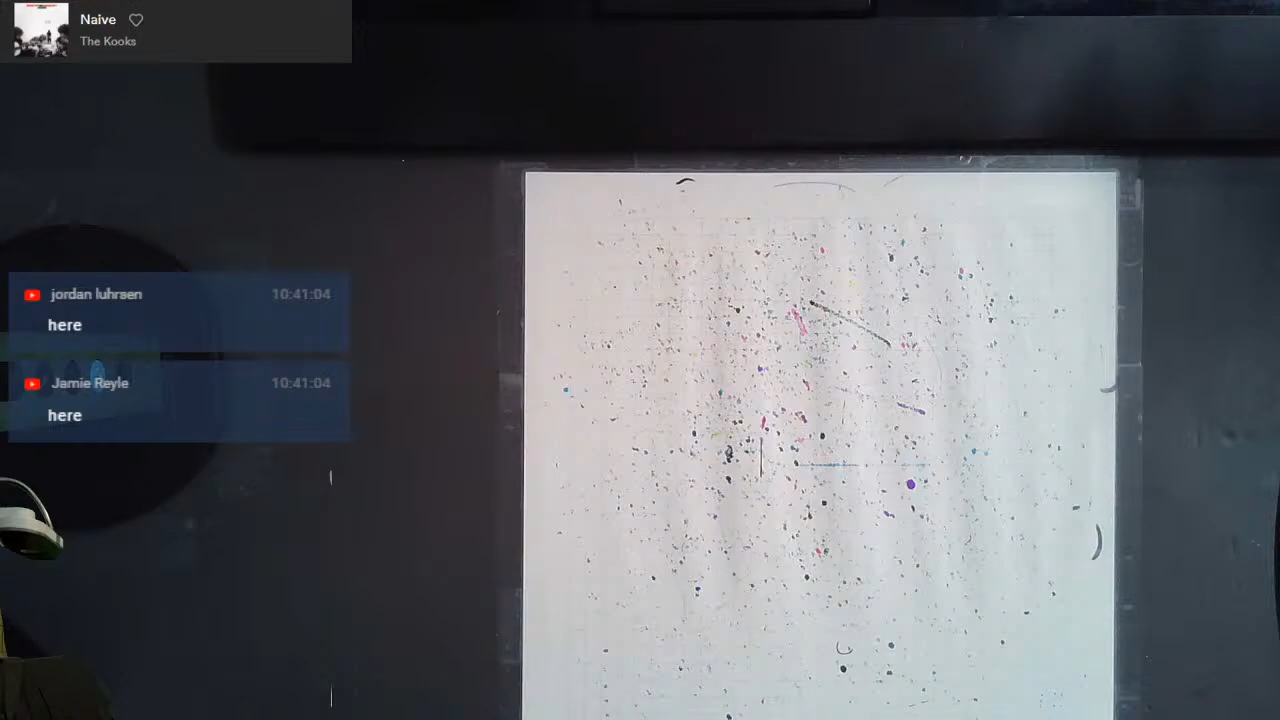 Naive
The Kooks
jordan luhrsen 10:41:04
here
Jamie Reyle 10:41:04
here